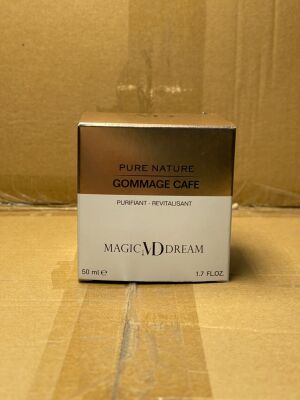 PURE NATURE
GOMMAGE CAFE
PURIFIANT - REVITALISANT
MAGIC MD DREAM
50 ml e 1.7 FL.OZ.